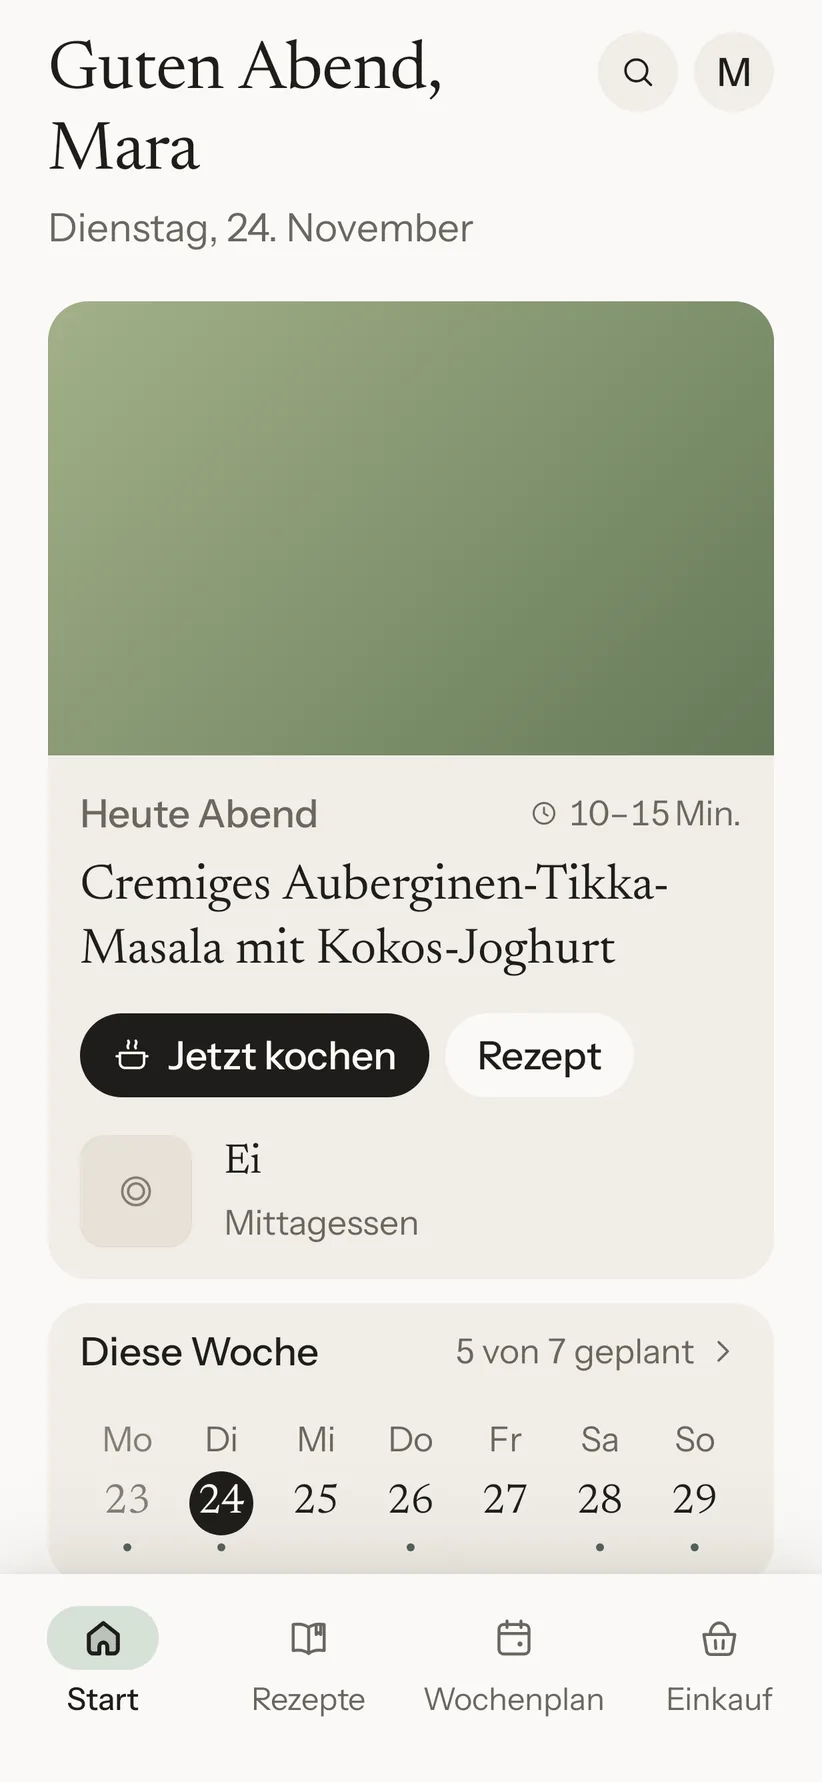 Guten Abend,
Mara
M
Dienstag, 24. November
Heute Abend
10–15 Min.
Cremiges Auberginen-Tikka-
Masala mit Kokos-Joghurt
Jetzt kochen
Rezept
Ei
Mittagessen
Diese Woche
5 von 7 geplant
Mo Di Mi Do Fr Sa So
23 24 25 26 27 28 29
Start
Rezepte
Wochenplan
Einkauf